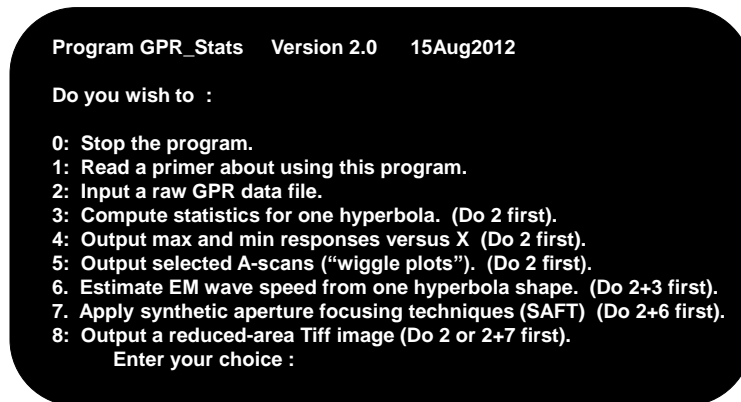 Program GPR_Stats Version 2.0 15Aug2012
Do you wish to :
0: Stop the program.
1: Read a primer about using this program.
2: Input a raw GPR data file.
3: Compute statistics for one hyperbola. (Do 2 first).
4: Output max and min responses versus X (Do 2 first).
5: Output selected A-scans (“wiggle plots”). (Do 2 first).
6. Estimate EM wave speed from one hyperbola shape. (Do 2+3 first).
7. Apply synthetic aperture focusing techniques (SAFT) (Do 2+6 first).
8: Output a reduced-area Tiff image (Do 2 or 2+7 first).
Enter your choice :